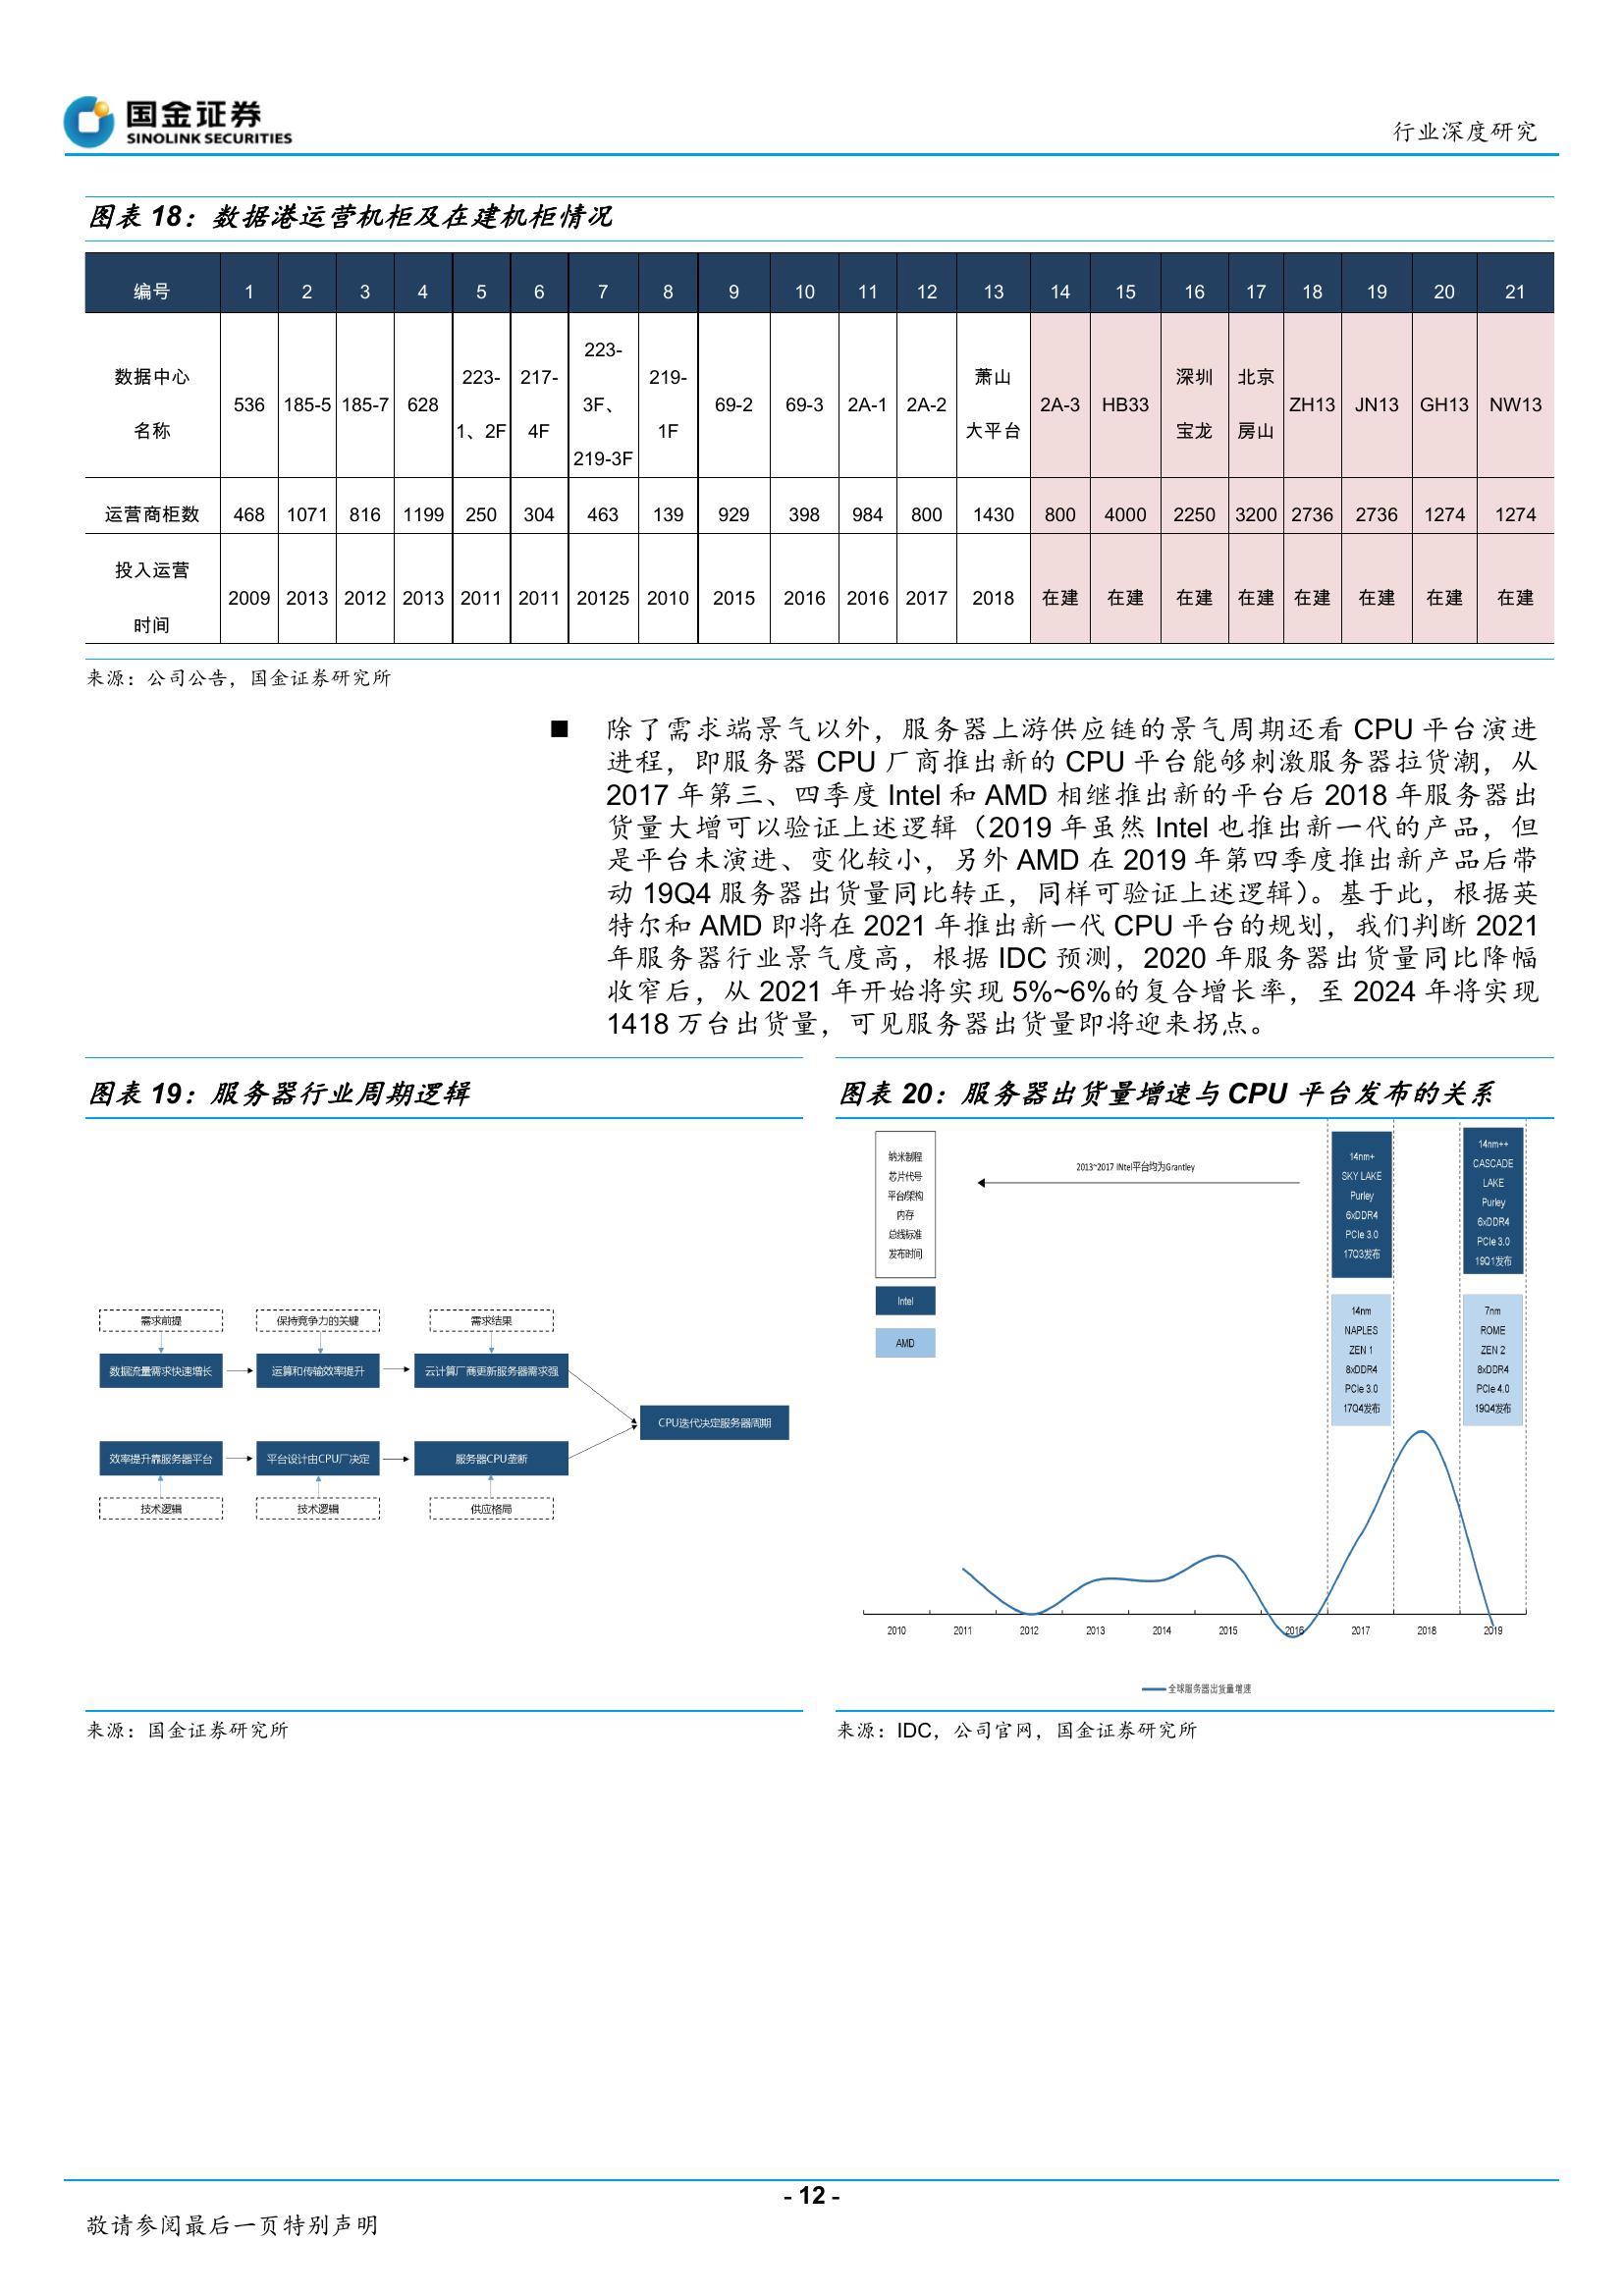 国金证券
SINOLINK SECURITIES
行业深度研究
图表 18：数据港运营机柜及在建机柜情况
编号 1 2 3 4 5 6 7 8 9 10 11 12 13 14 15 16 17 18 19 20 21
数据中心名称 536 185-5 185-7 628 223-1、2F 217-4F 223-3F、219-3F 219-1F 69-2 69-3 2A-1 2A-2 萧山大平台 2A-3 HB33 深圳宝龙 北京房山 ZH13 JN13 GH13 NW13
运营商柜数 468 1071 816 1199 250 304 463 139 929 398 984 800 1430 800 4000 2250 3200 2736 2736 1274 1274
投入运营时间 2009 2013 2012 2013 2011 2011 20125 2010 2015 2016 2016 2017 2018 在建 在建 在建 在建 在建 在建 在建 在建
来源：公司公告，国金证券研究所
■ 除了需求端景气以外，服务器上游供应链的景气周期还看 CPU 平台演进
进程，即服务器 CPU 厂商推出新的 CPU 平台能够刺激服务器拉货潮，从
2017 年第三、四季度 Intel 和 AMD 相继推出新的平台后 2018 年服务器出
货量大增可以验证上述逻辑（2019 年虽然 Intel 也推出新一代的产品，但
是平台未演进、变化较小，另外 AMD 在 2019 年第四季度推出新产品后带
动 19Q4 服务器出货量同比转正，同样可验证上述逻辑）。基于此，根据英
特尔和 AMD 即将在 2021 年推出新一代 CPU 平台的规划，我们判断 2021
年服务器行业景气度高，根据 IDC 预测，2020 年服务器出货量同比降幅
收窄后，从 2021 年开始将实现 5%~6%的复合增长率，至 2024 年将实现
1418 万台出货量，可见服务器出货量即将迎来拐点。
图表 19：服务器行业周期逻辑
需求前提 保持竞争力的关键 需求结果
数据流量需求快速增长 运算和传输效率提升 云计算厂商更新服务器需求强
CPU迭代决定服务器周期
效率提升靠服务器平台 平台设计由CPU厂决定 服务器CPU垄断
技术逻辑 技术逻辑 供应格局
来源：国金证券研究所
图表 20：服务器出货量增速与 CPU 平台发布的关系
纳米制程
芯片代号
平台/架构
内存
总线标准
发布时间
Intel
AMD
2013~2017 INtel平台均为Grantley
14nm+
SKY LAKE
Purley
6xDDR4
PCIe 3.0
17Q3发布
14nm++
CASCADE
LAKE
Purley
6xDDR4
PCIe 3.0
19Q1发布
14nm
NAPLES
ZEN 1
8xDDR4
PCIe 3.0
17Q4发布
7nm
ROME
ZEN 2
8xDDR4
PCIe 4.0
19Q4发布
2010 2011 2012 2013 2014 2015 2016 2017 2018 2019
全球服务器出货量增速
来源：IDC，公司官网，国金证券研究所
- 12 -
敬请参阅最后一页特别声明